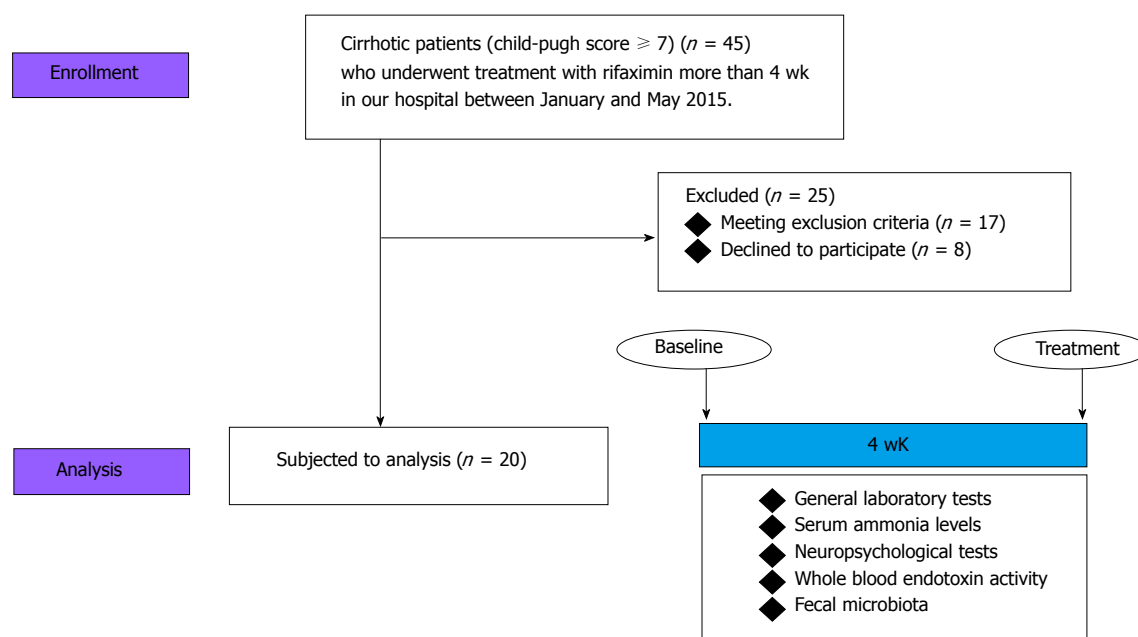 Enrollment
Cirrhotic patients (child-pugh score ⩾ 7) (n = 45)
who underwent treatment with rifaximin more than 4 wk
in our hospital between January and May 2015.
Excluded (n = 25)
◆ Meeting exclusion criteria (n = 17)
◆ Declined to participate (n = 8)
Baseline
Treatment
Analysis
Subjected to analysis (n = 20)
4 wK
◆ General laboratory tests
◆ Serum ammonia levels
◆ Neuropsychological tests
◆ Whole blood endotoxin activity
◆ Fecal microbiota